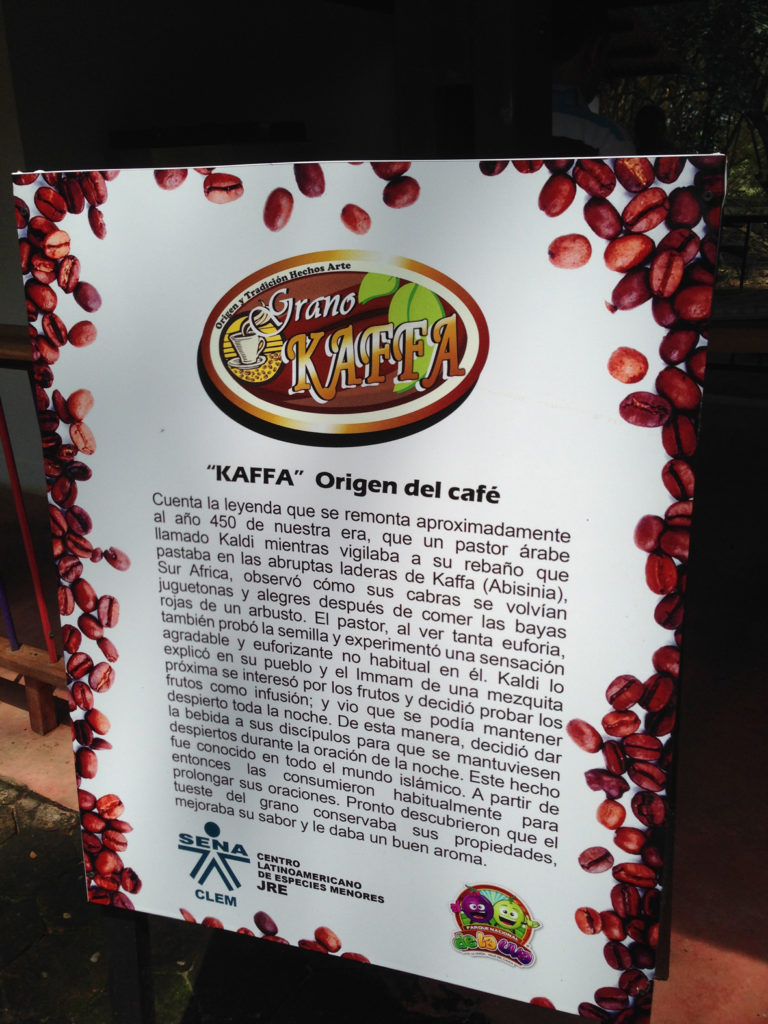 Origen y Tradición Hechos Arte
Grano
KAFFA
"KAFFA" Origen del café
Cuenta la leyenda que se remonta aproximadamente
al año 450 de nuestra era, que un pastor árabe
llamado Kaldi mientras vigilaba a su rebaño que
pastaba en las abruptas laderas de Kaffa (Abisinia),
Sur Africa, observó cómo sus cabras se volvían
juguetonas y alegres después de comer las bayas
rojas de un arbusto. El pastor, al ver tanta euforia,
también probó la semilla y experimentó una sensación
agradable y euforizante no habitual en él. Kaldi lo
explicó en su pueblo y el Immam de una mezquita
próxima se interesó por los frutos y decidió probar los
frutos como infusión; y vio que se podía mantener
despierto toda la noche. De esta manera, decidió dar
la bebida a sus discípulos para que se mantuviesen
despiertos durante la oración de la noche. Este hecho
fue conocido en todo el mundo islámico. A partir de
entonces las consumieron habitualmente para
prolongar sus oraciones. Pronto descubrieron que el
tueste del grano conservaba sus propiedades,
mejoraba su sabor y le daba un buen aroma.
SENA
CLEM
CENTRO
LATINOAMERICANO
DE ESPECIES MENORES
JRE
PARQUE NACIONAL
de la uva